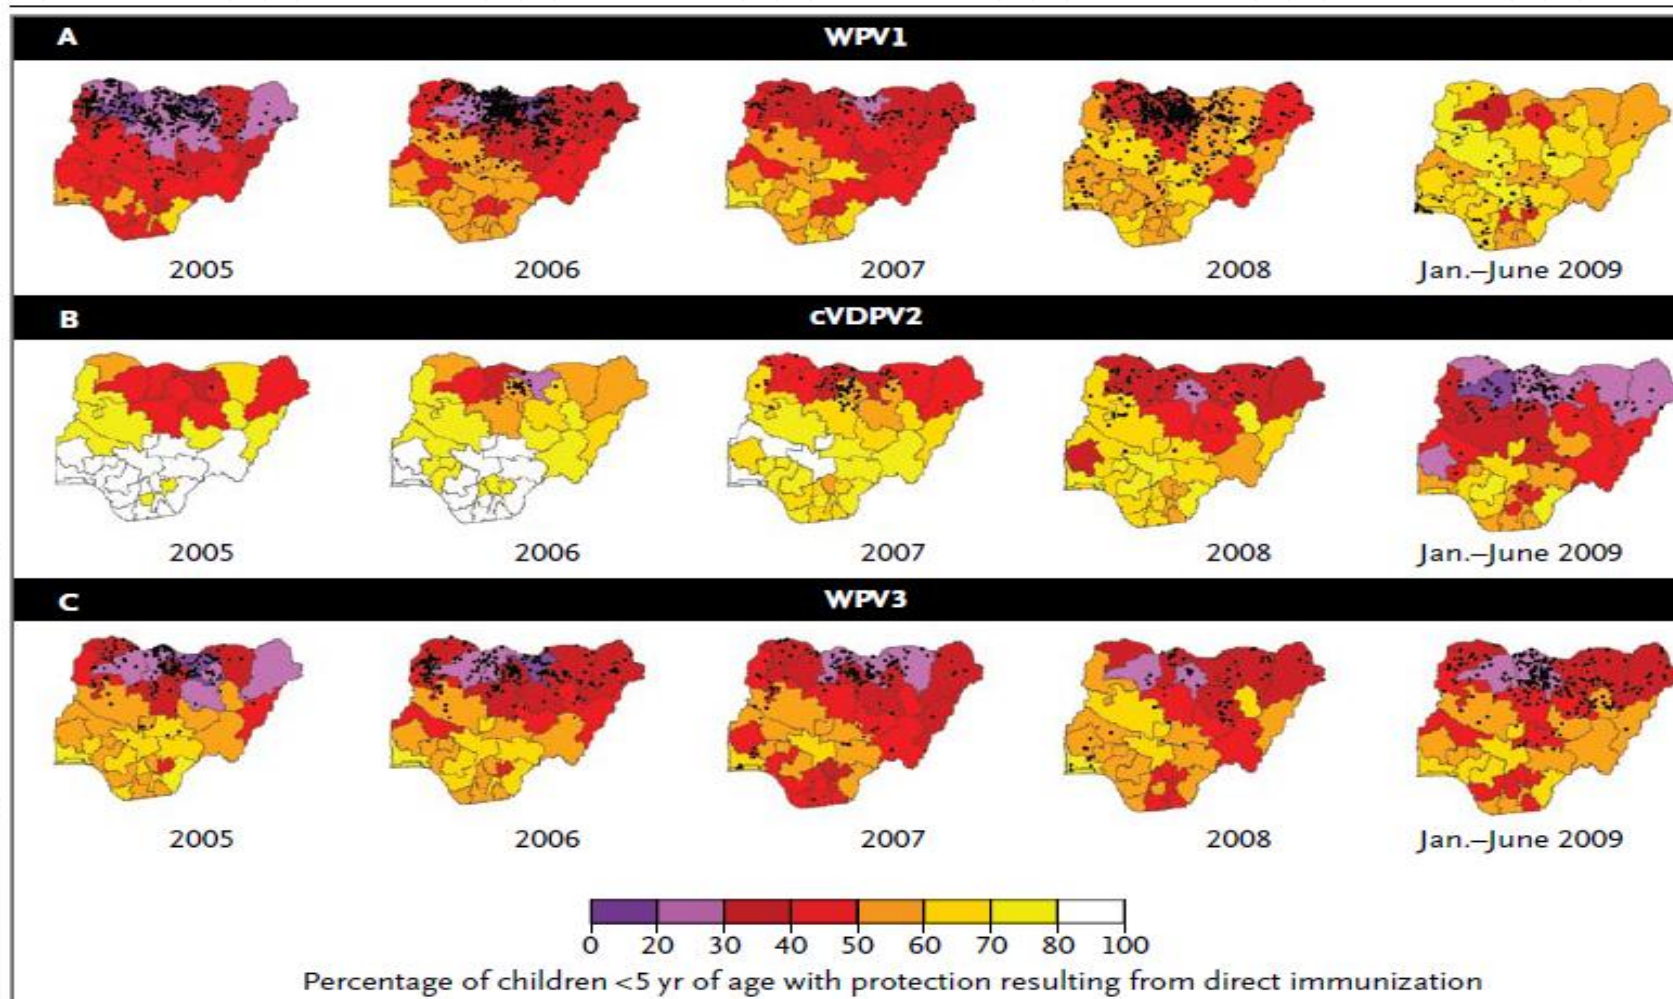 A WPV1
2005 2006 2007 2008 Jan.–June 2009
B cVDPV2
2005 2006 2007 2008 Jan.–June 2009
C WPV3
2005 2006 2007 2008 Jan.–June 2009
0 20 30 40 50 60 70 80 100
Percentage of children <5 yr of age with protection resulting from direct immunization